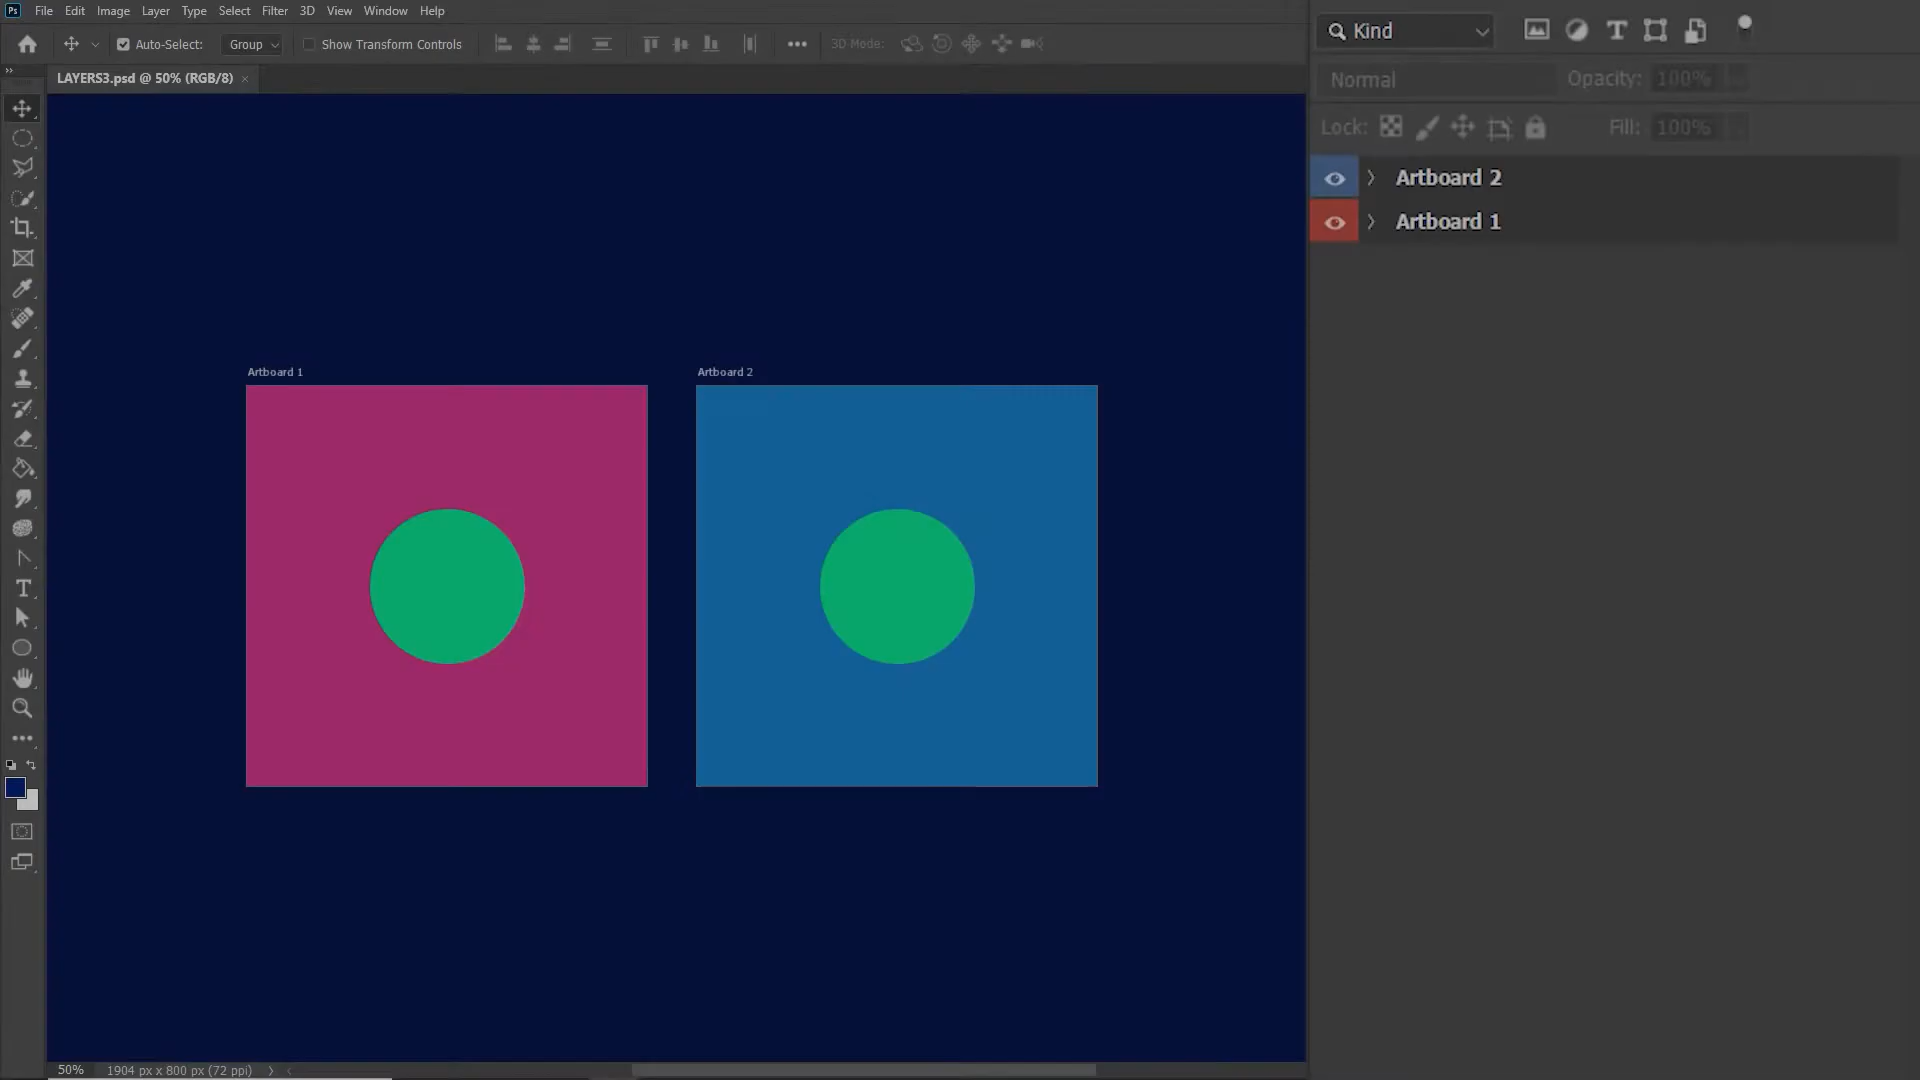 Ps File Edit Image Layer Type Select Filter 3D View Window Help
Auto-Select: Group Show Transform Controls 3D Mode:
LAYERS3.psd @ 50% (RGB/8) ×
Kind
Normal Opacity: 100%
Lock: Fill: 100%
Artboard 2
Artboard 1
Artboard 1
Artboard 2
50% 1904 px x 800 px (72 ppi)